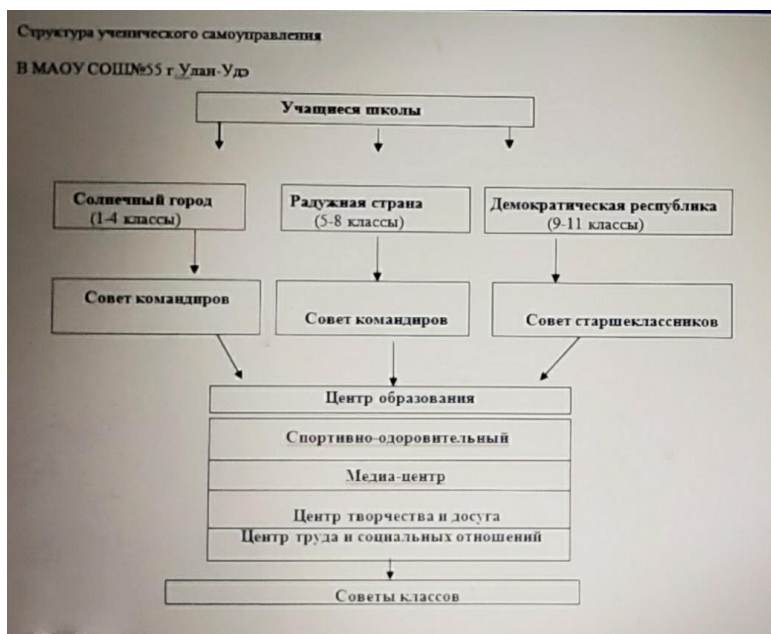 Структура ученического самоуправления
В МАОУ СОШ№55 г Улан-Удэ
Учащиеся школы
Солнечный город
(1-4 классы)
Радужная страна
(5-8 классы)
Демократическая республика
(9-11 классы)
Совет командиров
Совет командиров
Совет старшеклассников
Центр образования
Спортивно-одоровительный
Медиа-центр
Центр творчества и досуга
Центр труда и социальных отношений
Советы классов